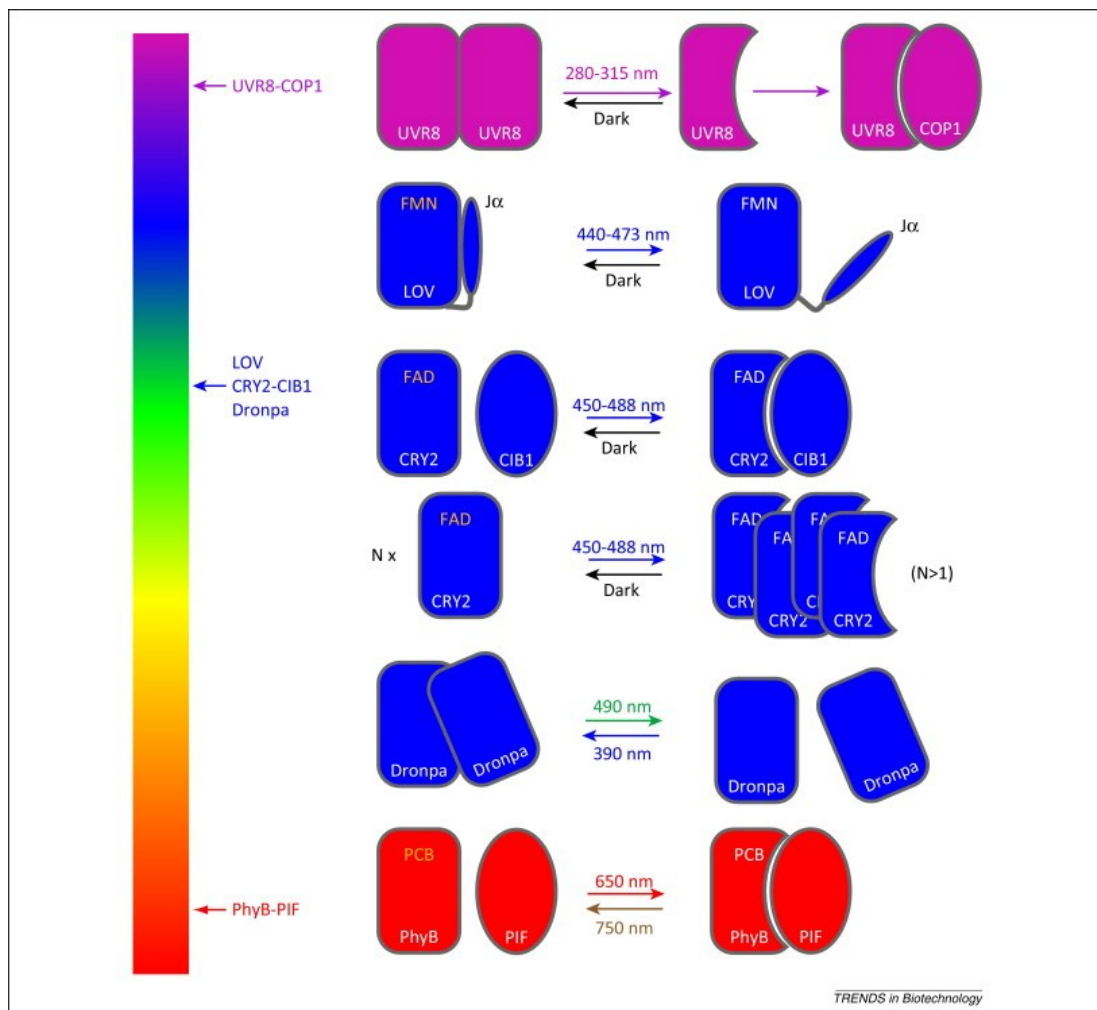 UVR8-COP1
UVR8 UVR8
280-315 nm
Dark
UVR8
UVR8 COP1
FMN
LOV
Jα
440-473 nm
Dark
FMN
LOV
Jα
LOV
CRY2-CIB1
Dronpa
FAD
CRY2
CIB1
450-488 nm
Dark
FAD
CRY2 CIB1
N x
FAD
CRY2
450-488 nm
Dark
FAD
FAD
CRY2
FAD
CRY2
(N>1)
Dronpa Dronpa
490 nm
390 nm
Dronpa
Dronpa
PhyB-PIF
PCB
PhyB
PIF
650 nm
750 nm
PCB
PhyB PIF
TRENDS in Biotechnology